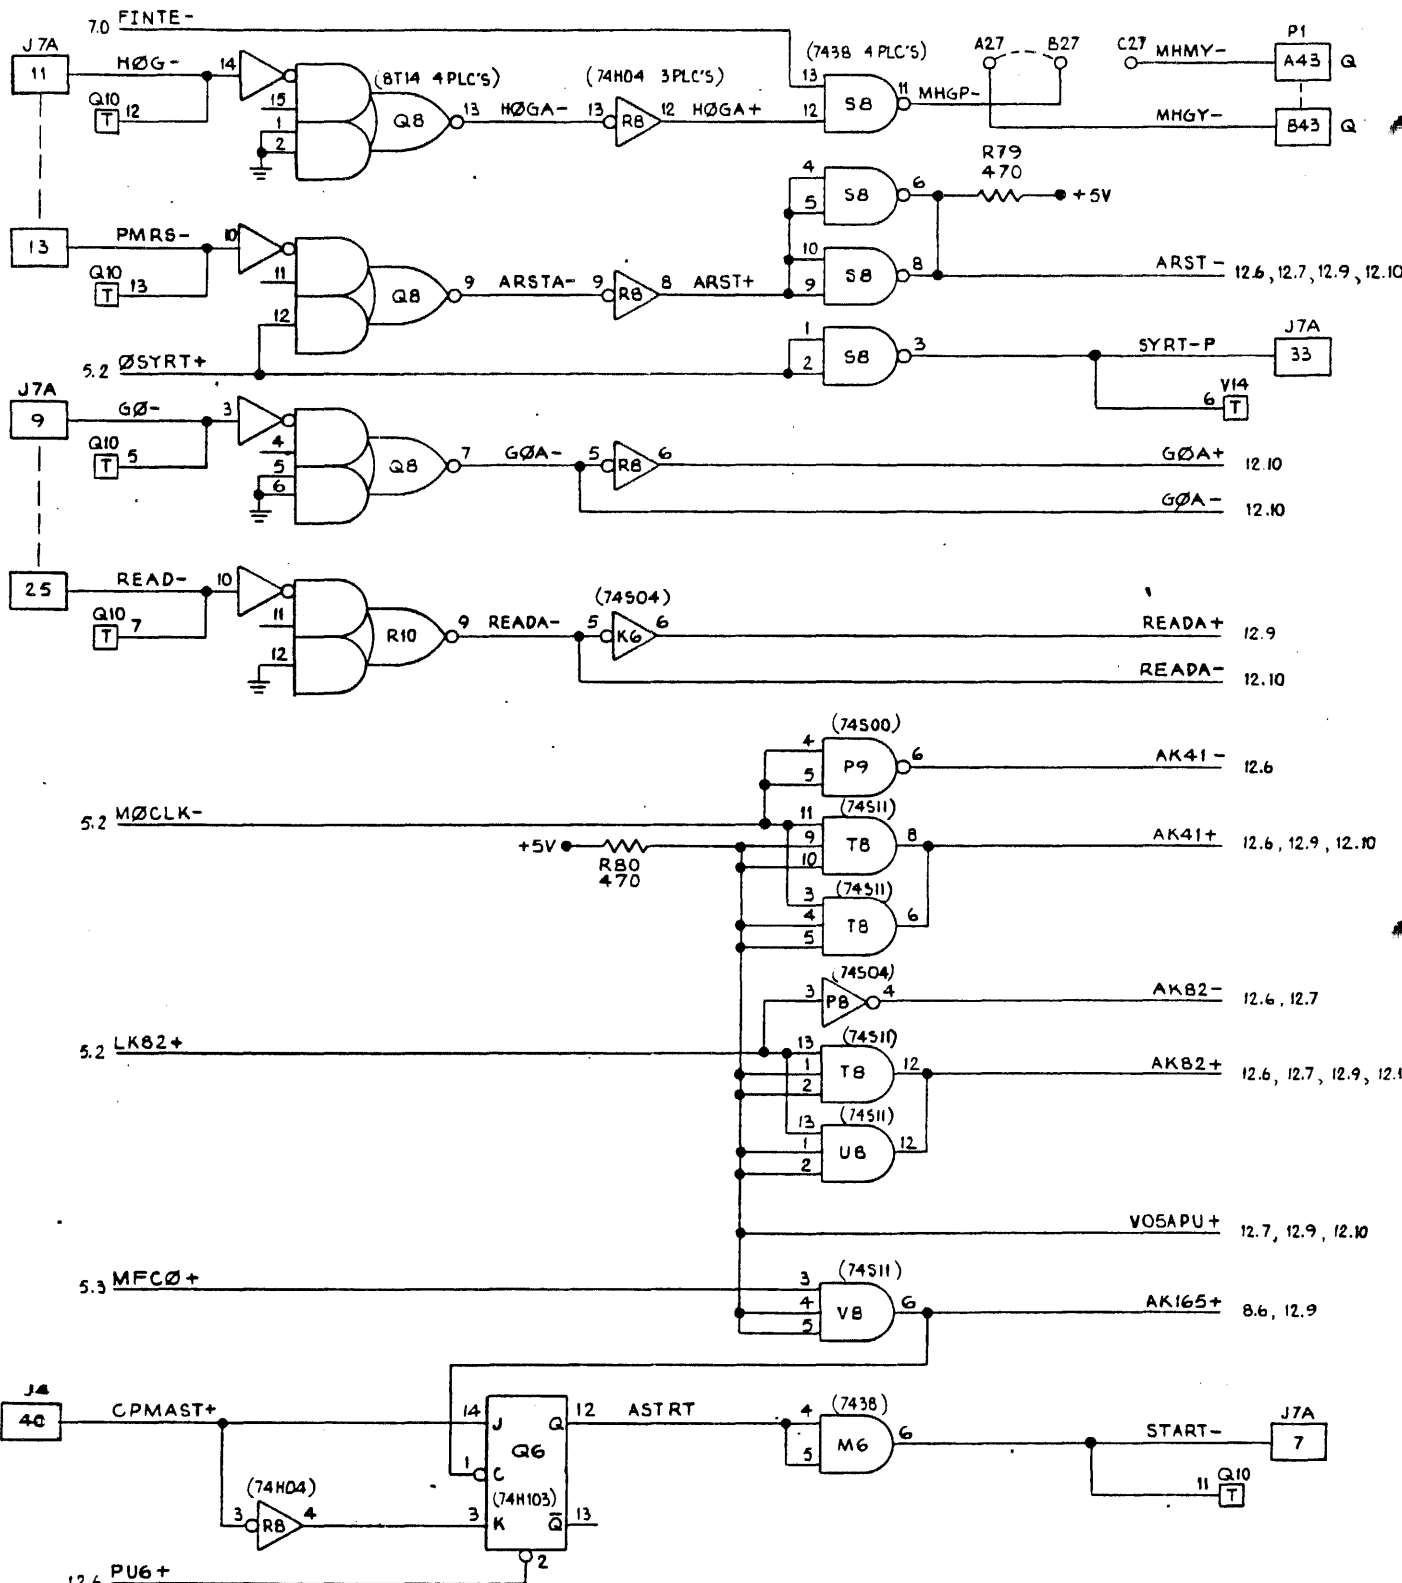 7.0 FINTE-
J7A
11
HØG-
14
Q10
T 12
15
1
2
(8T14 4PLC'S)
Q8
13 HØGA- 13
(74H04 3PLC'S)
R8
12 HØGA+
(7438 4PLC'S)
13
12
S8
11 MHGP-
A27 B27 C27
MHMY-
P1
A43 Q
MHGY-
B43 Q
13
PMRS-
10
Q10
T 13
11
12
Q8
9 ARSTA- 9
R8
8 ARST+
4
5
S8
6
R79
470
+5V
10
9
S8
8
ARST- 12.6, 12.7, 12.9, 12.10
5.2 ØSYRT+
1
2
S8
3
SYRT-P
J7A
33
V14
6 T
J7A
9
GØ-
3
Q10
T 5
4
5
6
Q8
7 GØA- 5
R8
6
GØA+ 12.10
GØA- 12.10
25
READ-
10
Q10
T 7
11
12
R10
9 READA- 5
(74S04)
K6
6
READA+ 12.9
READA- 12.10
(74S00)
4
5
P9
6
AK41- 12.6
5.2 MØCLK-
(74S11)
11
9
10
T8
8
AK41+ 12.6, 12.9, 12.10
+5V
R80
470
(74S11)
3
4
5
T8
6
(74S04)
3 P8 4
AK82- 12.6, 12.7
5.2 LK82+
(74S11)
13
1
2
T8
12
AK82+ 12.6, 12.7, 12.9, 12.1
(74S11)
13
1
2
U8
12
V05APU+ 12.7, 12.9, 12.10
5.3 MFCØ+
(74S11)
3
4
5
V8
6
AK165+ 8.6, 12.9
J4
CPMAST+
14 J Q 12
Q6
1 C
(74H103)
3 K Q̅ 13
2
(74H04)
3 R8 4
ASTRT
(7438)
4
5
M6
6
START-
J7A
7
Q10
11 T
12.6 PU6+